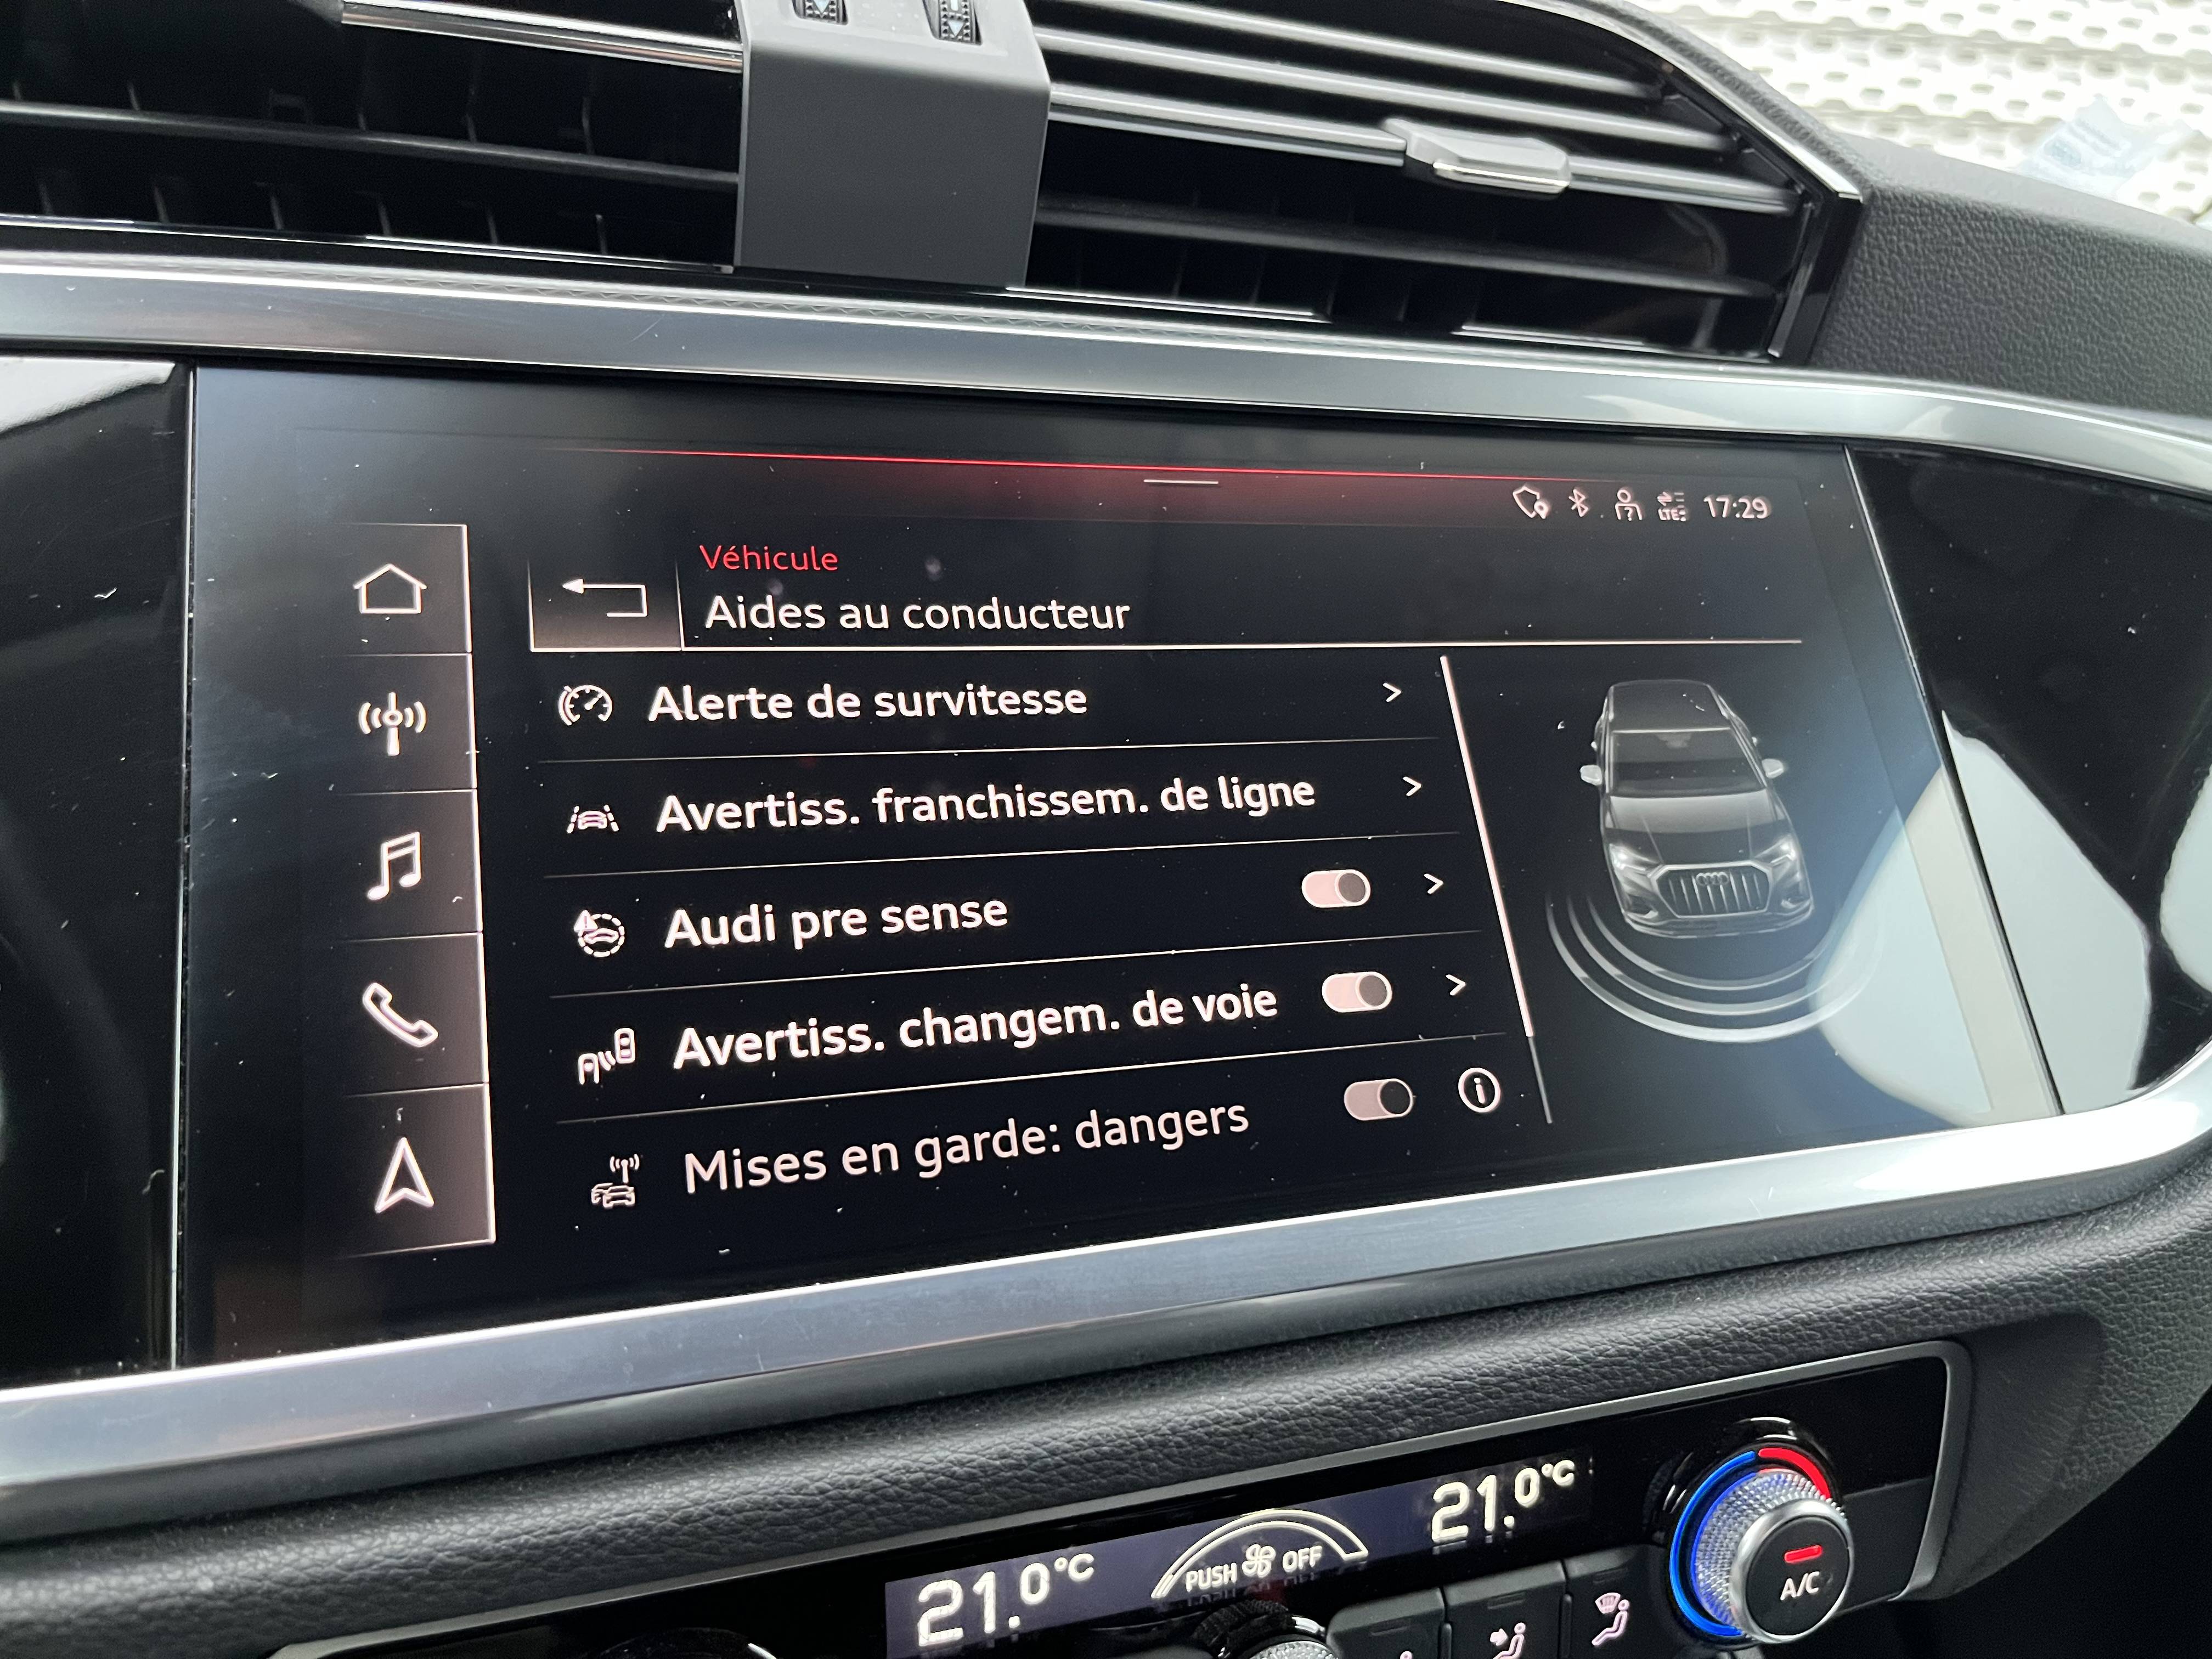 LTE 17:29
Véhicule
Aides au conducteur
Alerte de survitesse
Avertiss. franchissem. de ligne
Audi pre sense
Avertiss. changem. de voie
Mises en garde: dangers
21.0°C PUSH OFF 21.0°C
A/C